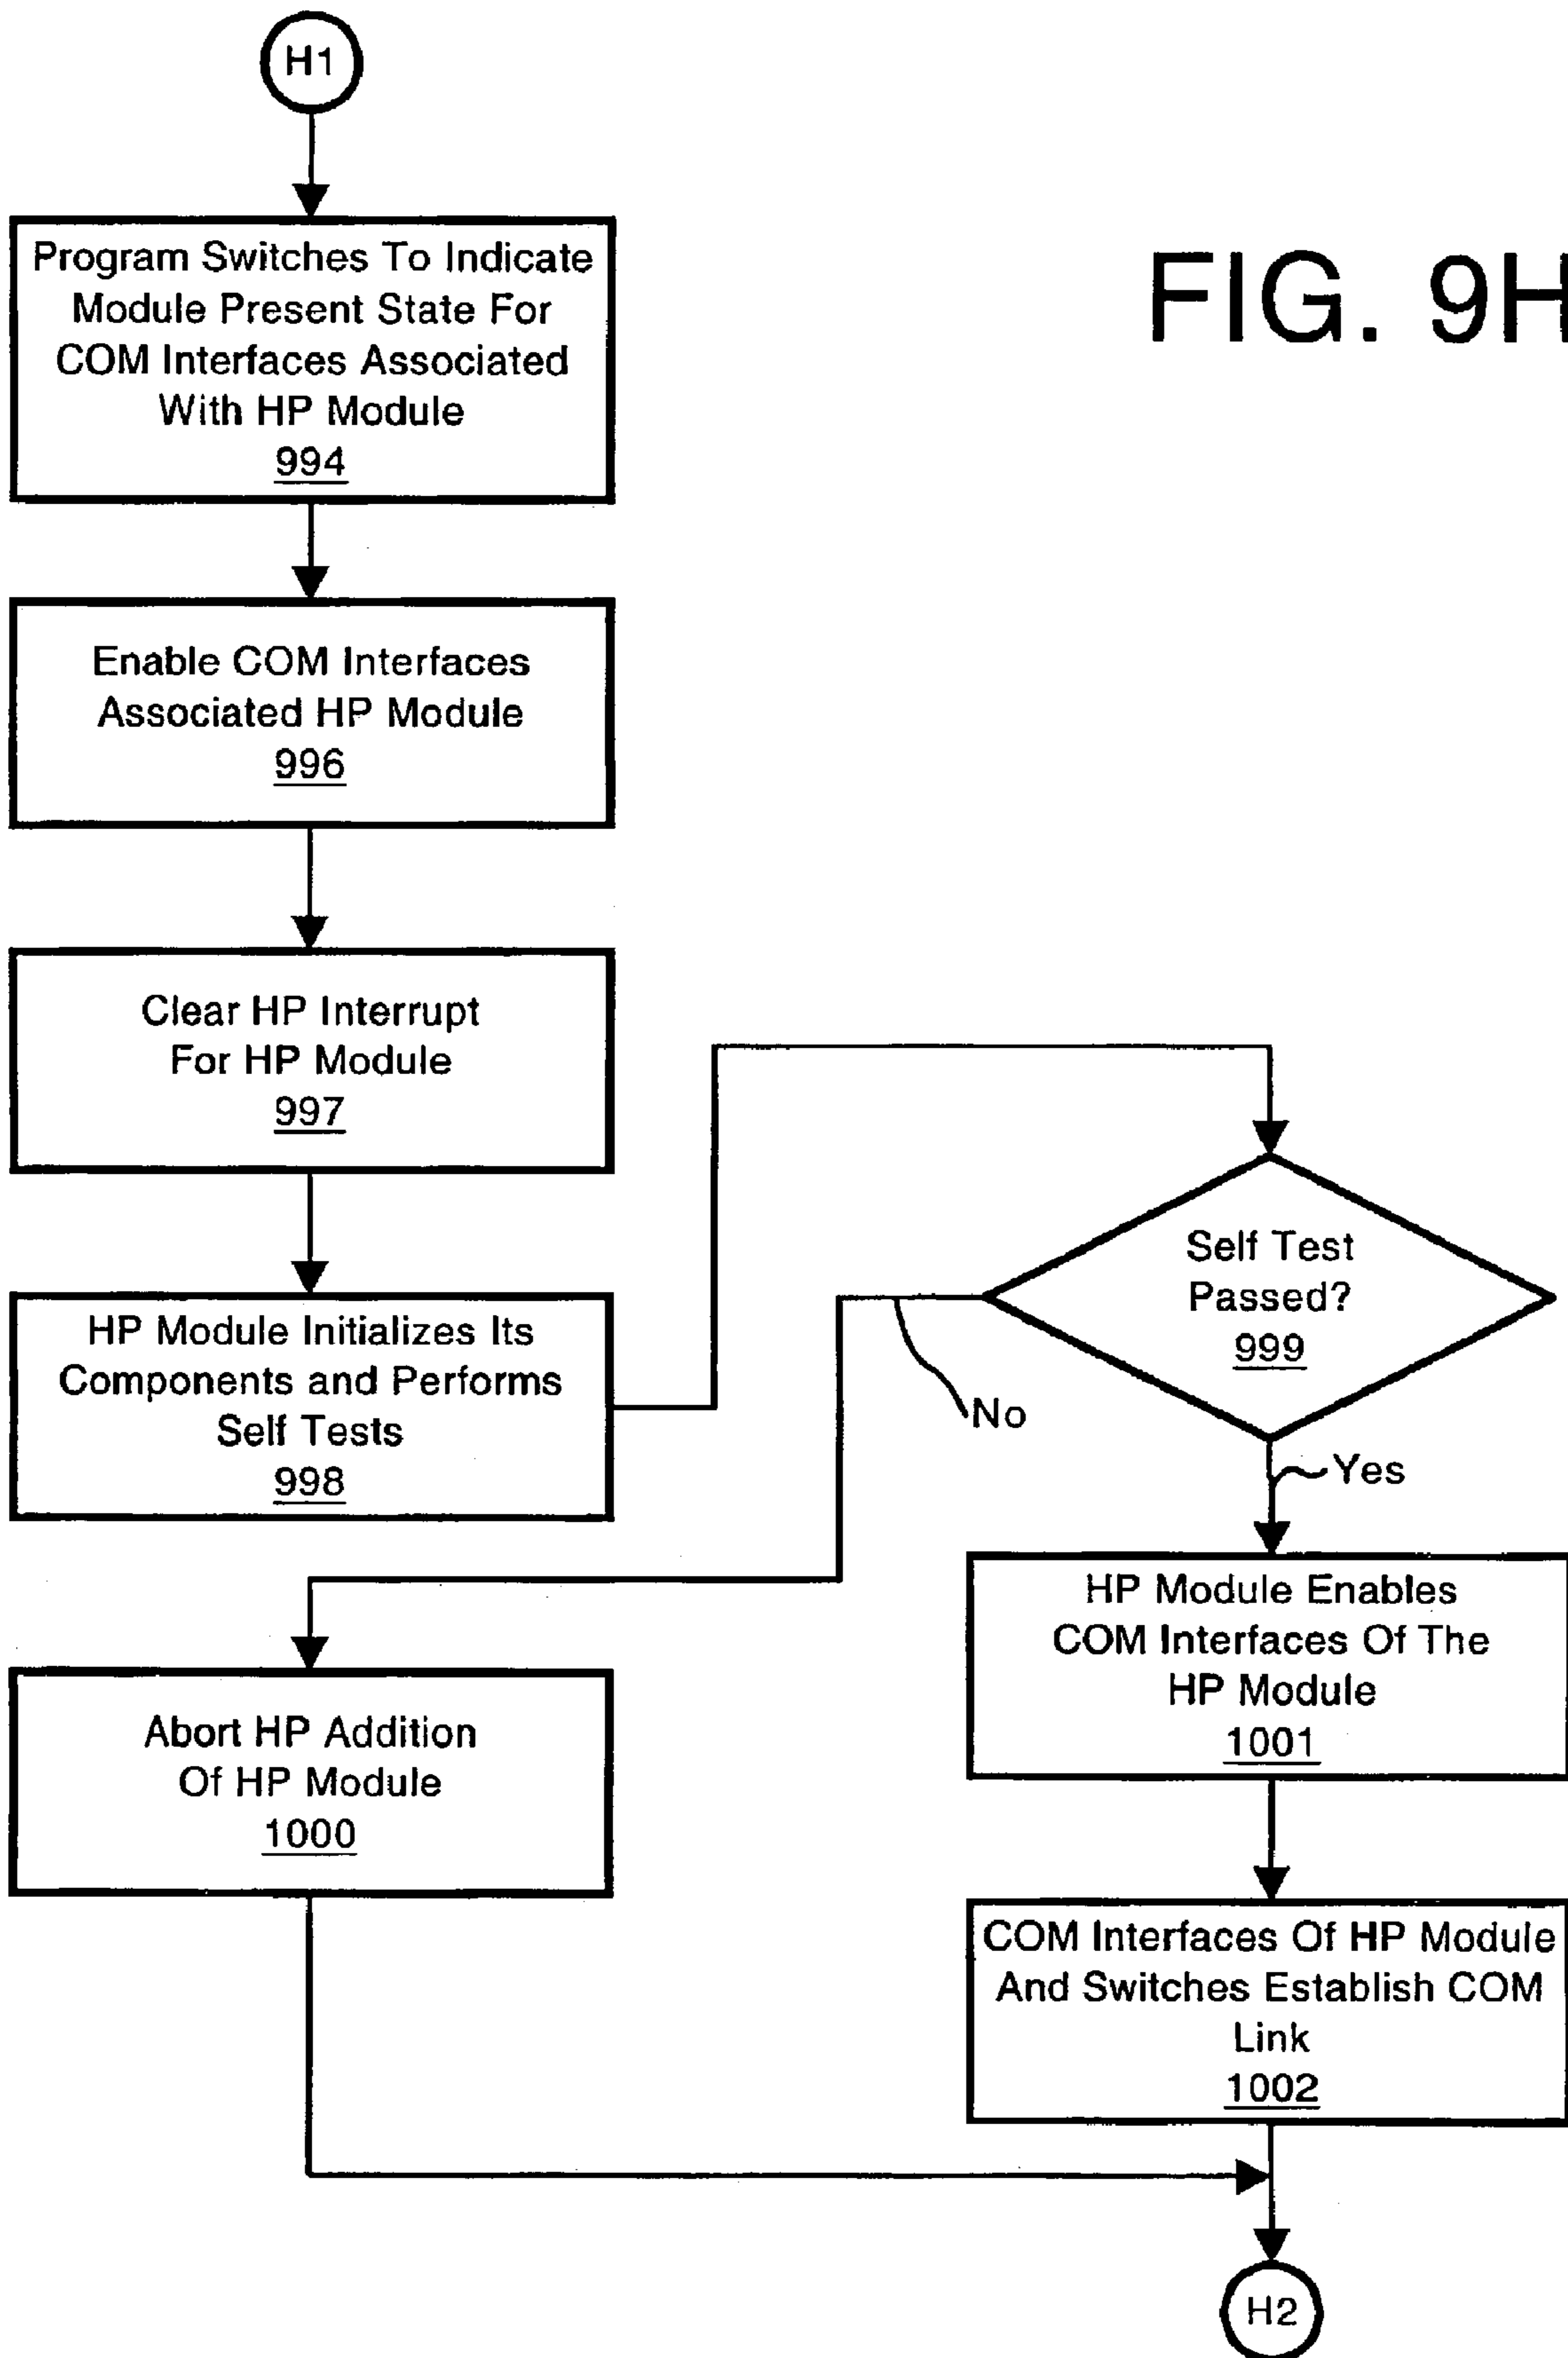 H1
FIG. 9H
Program Switches To Indicate
Module Present State For
COM Interfaces Associated
With HP Module
994
Enable COM Interfaces
Associated HP Module
996
Clear HP Interrupt
For HP Module
997
HP Module Initializes Its
Components and Performs
Self Tests
998
Self Test
Passed?
999
No
Yes
Abort HP Addition
Of HP Module
1000
HP Module Enables
COM Interfaces Of The
HP Module
1001
COM Interfaces Of HP Module
And Switches Establish COM
Link
1002
H2